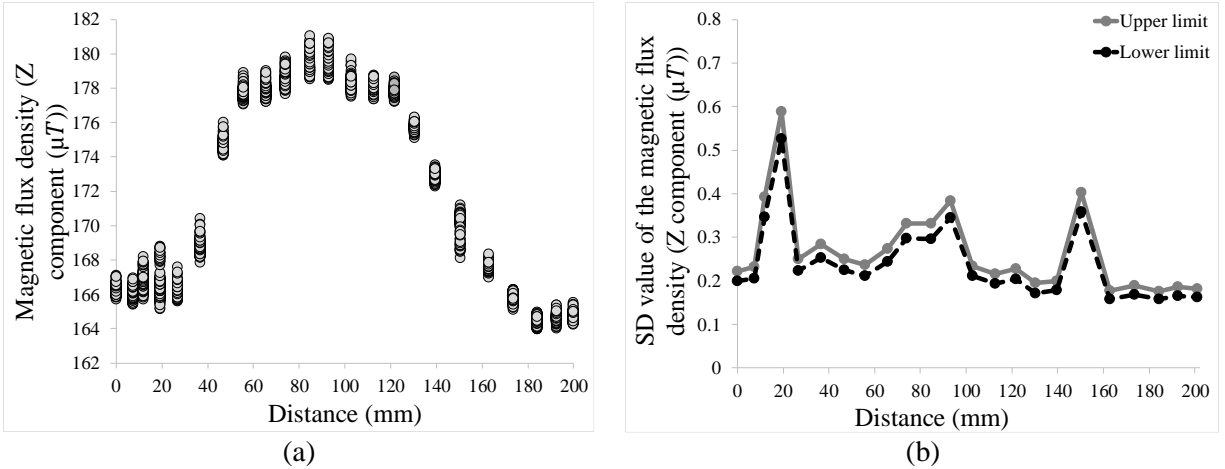 Magnetic flux density (Z
component (μT))
182
180
178
176
174
172
170
168
166
164
162
0 20 40 60 80 100 120 140 160 180 200
Distance (mm)
(a)
SD value of the magnetic flux
density (Z component (μT))
Upper limit
Lower limit
0.8
0.7
0.6
0.5
0.4
0.3
0.2
0.1
0
0 20 40 60 80 100 120 140 160 180 200
Distance (mm)
(b)